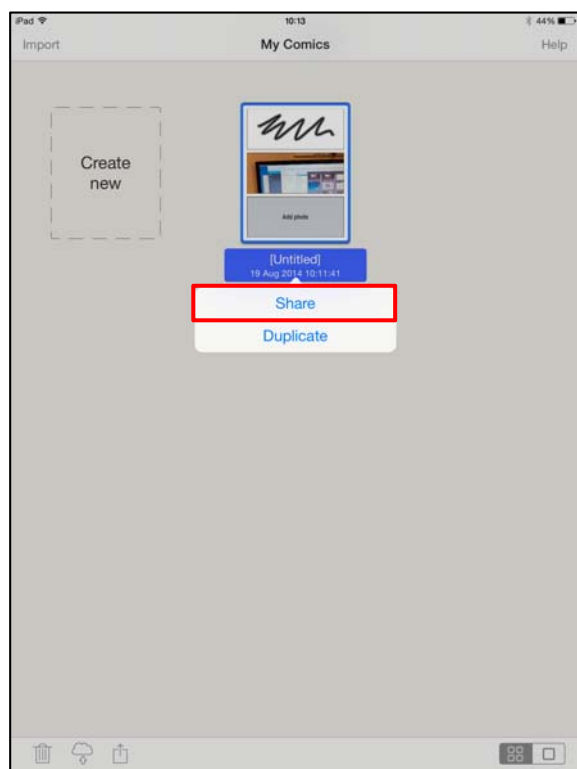 iPad 10:13 44%
Import My Comics Help
Create
new
Add photo
[Untitled]
19 Aug 2014 10:11:41
Share
Duplicate